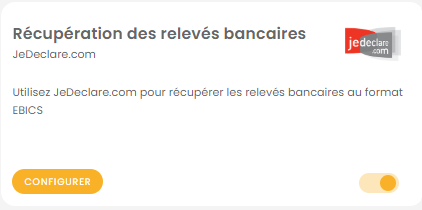 Récupération des relevés bancaires
JeDeclare.com
jedeclare
.com
Utilisez JeDeclare.com pour récupérer les relevés bancaires au format
EBICS
CONFIGURER